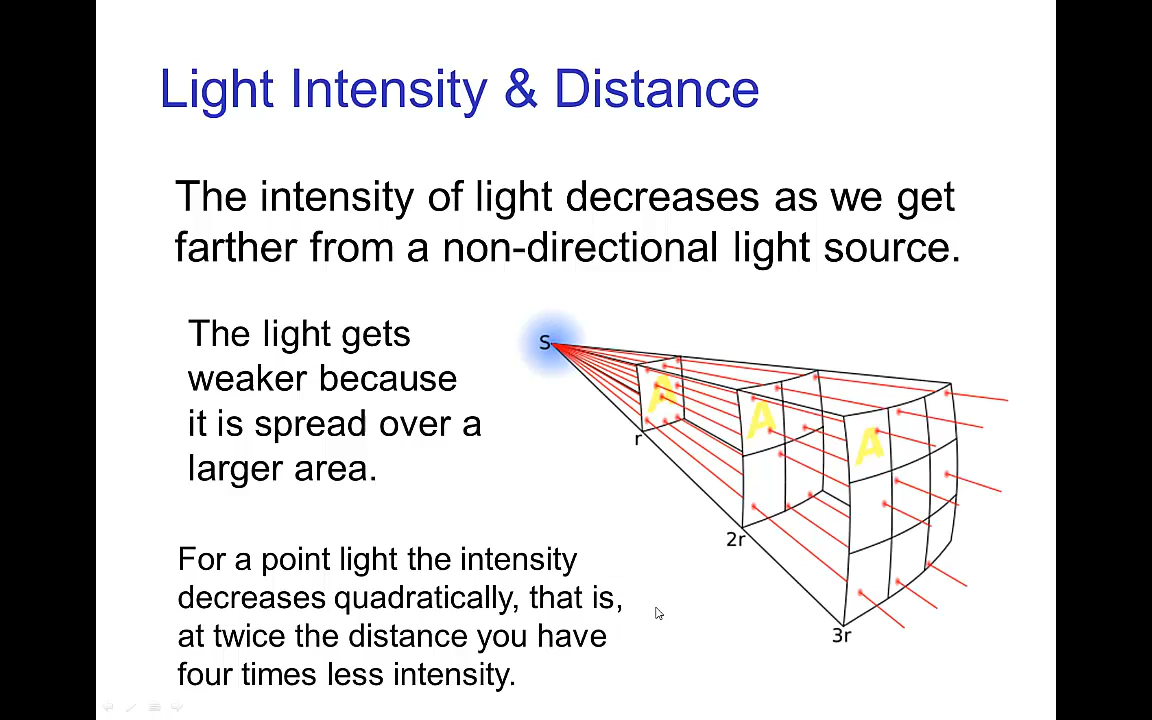 Light Intensity & Distance
The intensity of light decreases as we get
farther from a non-directional light source.
The light gets
weaker because
it is spread over a
larger area.
S
A
A
A
r
2r
3r
For a point light the intensity
decreases quadratically, that is,
at twice the distance you have
four times less intensity.